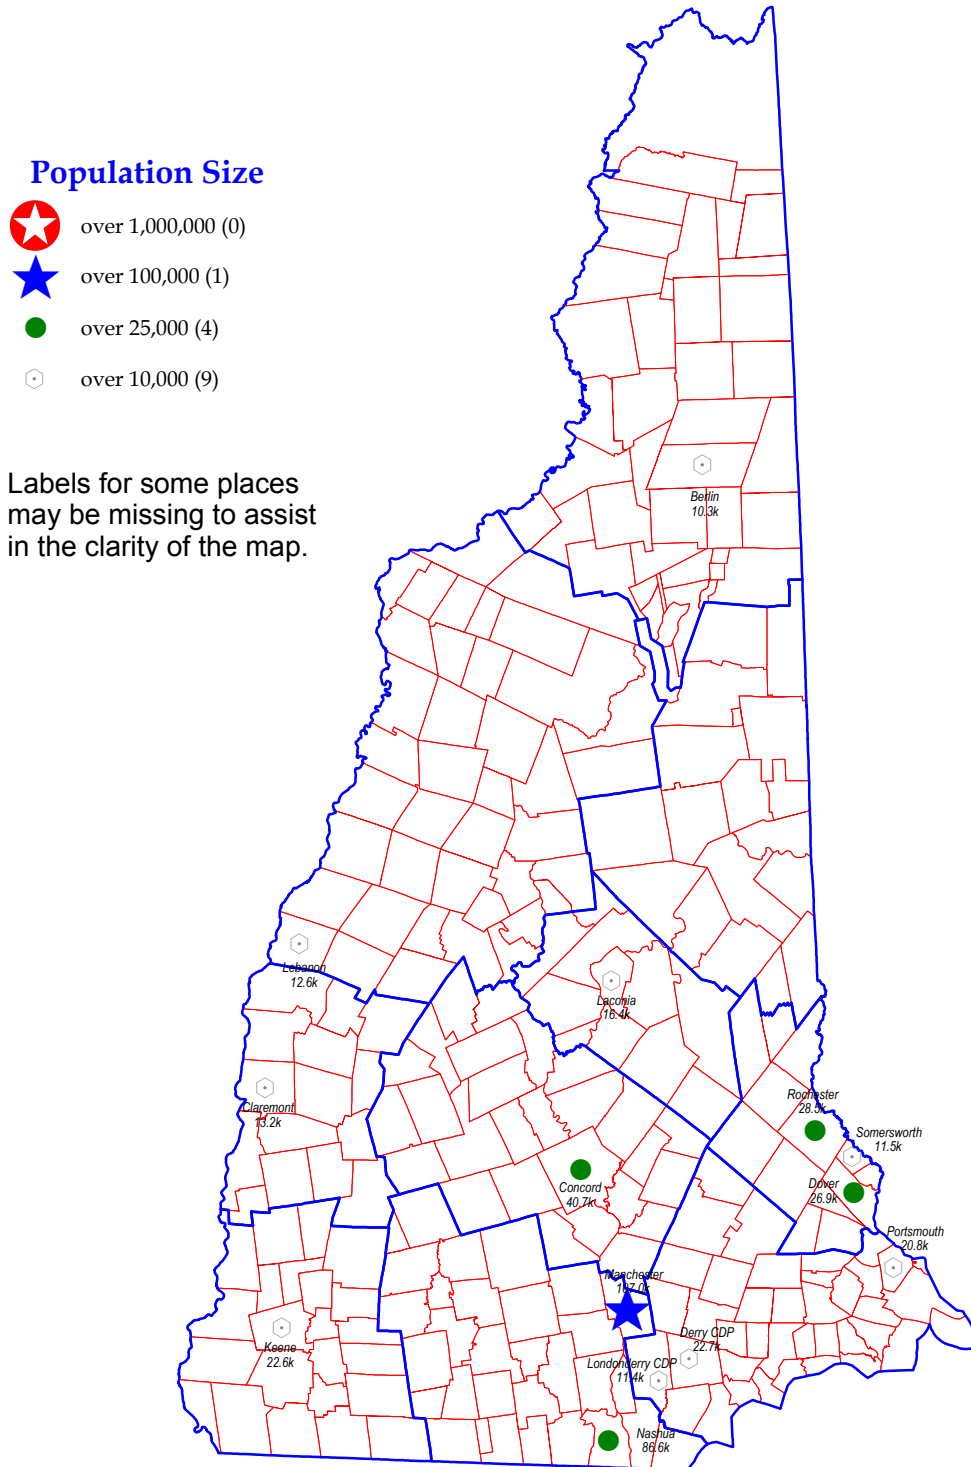 Population Size
over 1,000,000 (0)
over 100,000 (1)
over 25,000 (4)
over 10,000 (9)
Labels for some places
may be missing to assist
in the clarity of the map.
Berlin
10.3k
Lebanon
12.6k
Laconia
16.4k
Claremont
13.2k
Rochester
28.5k
Somersworth
11.5k
Concord
40.7k
Dover
26.9k
Portsmouth
20.8k
Manchester
107.0k
Keene
22.6k
Derry CDP
22.7k
Londonderry CDP
11.4k
Nashua
86.6k